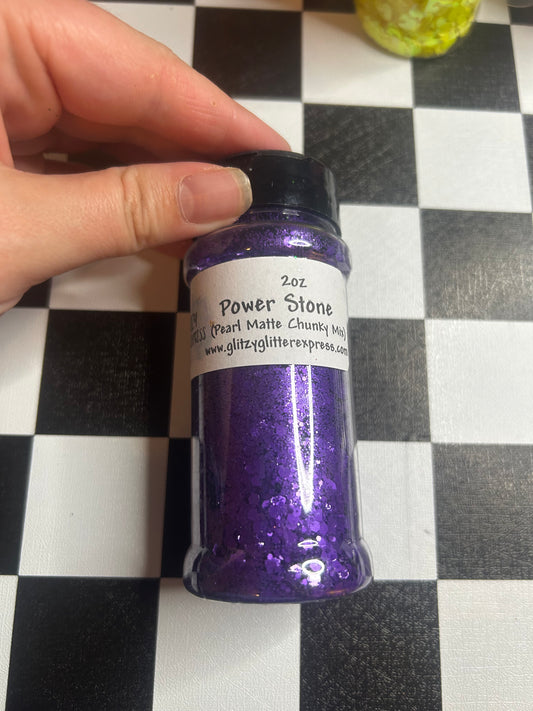 2oz
Power Stone
(Pearl Matte Chunky Mix)
www.glitzyglitterexpress.com